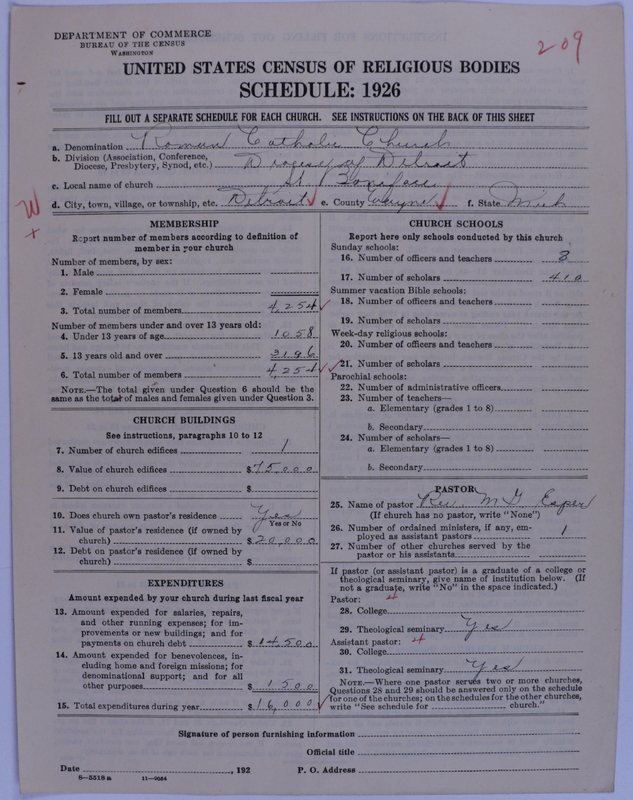 DEPARTMENT OF COMMERCE
BUREAU OF THE CENSUS
WASHINGTON
209
UNITED STATES CENSUS OF RELIGIOUS BODIES
SCHEDULE: 1926
FILL OUT A SEPARATE SCHEDULE FOR EACH CHURCH. SEE INSTRUCTIONS ON THE BACK OF THIS SHEET
a. Denomination Roman Catholic Church
b. Division (Association, Conference, Diocese, Presbytery, Synod, etc.) Diocese of Detroit
c. Local name of church St. Boniface
d. City, town, village, or township, etc. Detroit e. County Wayne f. State Mich
W
+
MEMBERSHIP
Report number of members according to definition of
member in your church
Number of members, by sex:
1. Male
2. Female
3. Total number of members 4,254
Number of members under and over 13 years old:
4. Under 13 years of age 1058
5. 13 years old and over 3196
6. Total number of members 4,254
NOTE.—The total given under Question 6 should be
same as the total of males and females given under Question 3.
CHURCH BUILDINGS
See instructions, paragraphs 10 to 12
7. Number of church edifices 1
8. Value of church edifices $75,000
9. Debt on church edifices $
10. Does church own pastor's residence Yes
Yes or No
11. Value of pastor's residence (if owned by
church) $20,000
12. Debt on pastor's residence (if owned by
church) $
EXPENDITURES
Amount expended by your church during last fiscal year
13. Amount expended for salaries, repairs,
and other running expenses; for im-
provements or new buildings; and for
payments on church debt $14,500
14. Amount expended for benevolences, in-
cluding home and foreign missions; for
denominational support; and for all
other purposes $1500
15. Total expenditures during year $16,000
CHURCH SCHOOLS
Report here only schools conducted by this church
Sunday schools:
16. Number of officers and teachers 8
17. Number of scholars 410
Summer vacation Bible schools:
18. Number of officers and teachers
19. Number of scholars
Week-day religious schools:
20. Number of officers and teachers
21. Number of scholars
Parochial schools:
22. Number of administrative officers
23. Number of teachers—
a. Elementary (grades 1 to 8)
b. Secondary
24. Number of scholars—
a. Elementary (grades 1 to 8)
b. Secondary
PASTOR
25. Name of pastor Rev M G Esper
(If church has no pastor, write "None")
26. Number of ordained ministers, if any, em-
ployed as assistant pastors 1
27. Number of other churches served by the
pastor or his assistants
If pastor (or assistant pastor) is a graduate of a college or
theological seminary, give name of institution below. (If
not a graduate, write "No" in the space indicated.)
Pastor: 4
28. College
29. Theological seminary Yes
Assistant pastor: 4
30. College
31. Theological seminary Yes
NOTE.—Where one pastor serves two or more churches,
Questions 28 and 29 should be answered only on the schedule
for one of the churches; on the schedules for the other churches,
write "See schedule for church."
Signature of person furnishing information
Official title
Date , 192 P. O. Address
8—5518a 11—9064